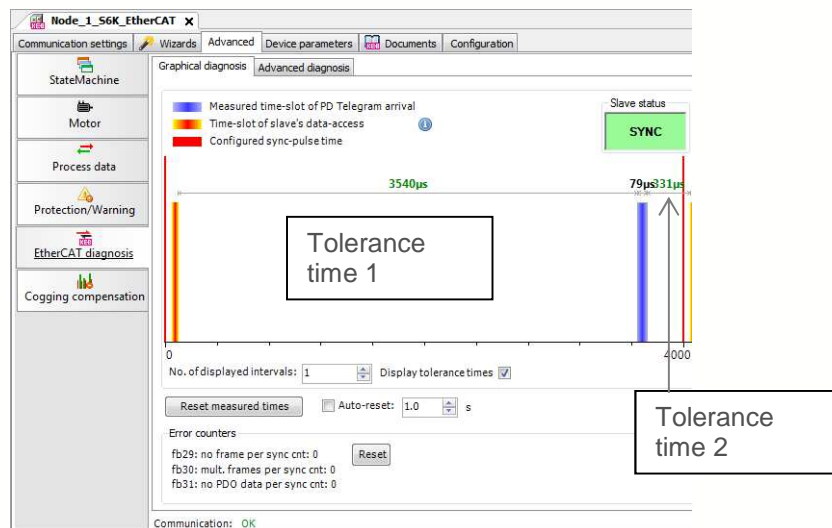 Node_1_S6K_EtherCAT X
Communication settings Wizards Advanced Device parameters Documents Configuration
StateMachine
Motor
Process data
Protection/Warning
EtherCAT diagnosis
Cogging compensation
Graphical diagnosis Advanced diagnosis
Measured time-slot of PD Telegram arrival
Time-slot of slave's data-access
Configured sync-pulse time
Slave status
SYNC
3540µs 79µs 331µs
Tolerance
time 1
0 4000
No. of displayed intervals: 1 Display tolerance times
Reset measured times Auto-reset: 1.0 s
Tolerance
time 2
Error counters
fb29: no frame per sync cnt: 0 Reset
fb30: mult. frames per sync cnt: 0
fb31: no PDO data per sync cnt: 0
Communication: OK